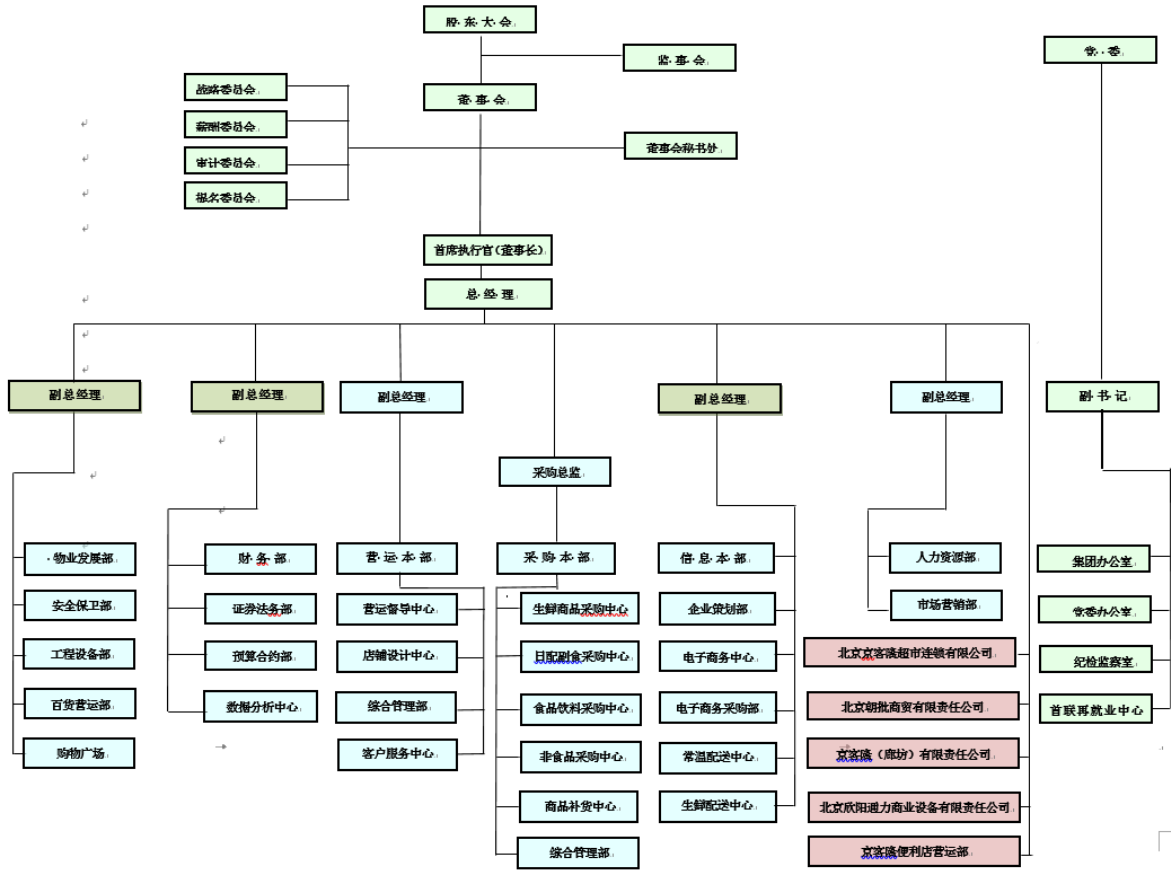 股·东·大·会
监·事·会
党·委
战略委员会
董·事·会
薪酬委员会
审计委员会
董事会秘书处
提名委员会
首席执行官(董事长)
总·经·理
副总经理
副总经理
副总经理
副总经理
副总经理
副·书·记
采购总监
·物业发展部
财·务·部
营·运·本·部
采·购·本·部
信·息·本·部
人力资源部
集团办公室
安全保卫部
证券法务部
营运督导中心
生鲜商品采购中心
企业策划部
市场营销部
党委办公室
工程设备部
预算合约部
店铺设计中心
日配副食采购中心
电子商务中心
北京京客隆超市连锁有限公司
纪检监察室
百货营运部
数据分析中心
综合管理部
食品饮料采购中心
电子商务采购部
北京朝批商贸有限责任公司
首联再就业中心
购物广场
客户服务中心
非食品采购中心
常温配送中心
京客隆（廊坊）有限责任公司
商品补货中心
生鲜配送中心
北京欣阳通力商业设备有限责任公司
综合管理部
京客隆便利店营运部